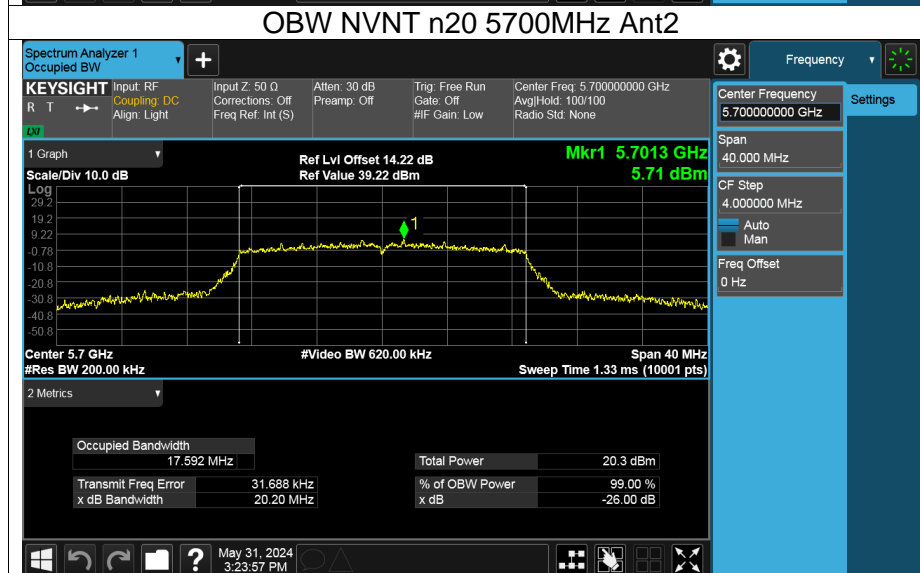 OBW NVNT n20 5700MHz Ant2
Spectrum Analyzer 1
Occupied BW
+
Frequency
KEYSIGHT
R T
LXI
Input: RF
Coupling: DC
Align: Light
Input Z: 50 Ω
Corrections: Off
Freq Ref: Int (S)
Atten: 30 dB
Preamp: Off
Trig: Free Run
Gate: Off
#IF Gain: Low
Center Freq: 5.700000000 GHz
Avg|Hold: 100/100
Radio Std: None
Center Frequency
5.700000000 GHz
Settings
Span
40.000 MHz
CF Step
4.000000 MHz
Auto
Man
Freq Offset
0 Hz
1 Graph
Scale/Div 10.0 dB
Ref Lvl Offset 14.22 dB
Ref Value 39.22 dBm
Mkr1 5.7013 GHz
5.71 dBm
Log
29.2
19.2
9.22
-0.78
-10.8
-20.8
-30.8
-40.8
-50.8
1
Center 5.7 GHz
#Res BW 200.00 kHz
#Video BW 620.00 kHz
Span 40 MHz
Sweep Time 1.33 ms (10001 pts)
2 Metrics
Occupied Bandwidth
17.592 MHz
Transmit Freq Error 31.688 kHz
x dB Bandwidth 20.20 MHz
Total Power 20.3 dBm
% of OBW Power 99.00 %
x dB -26.00 dB
?
May 31, 2024
3:23:57 PM